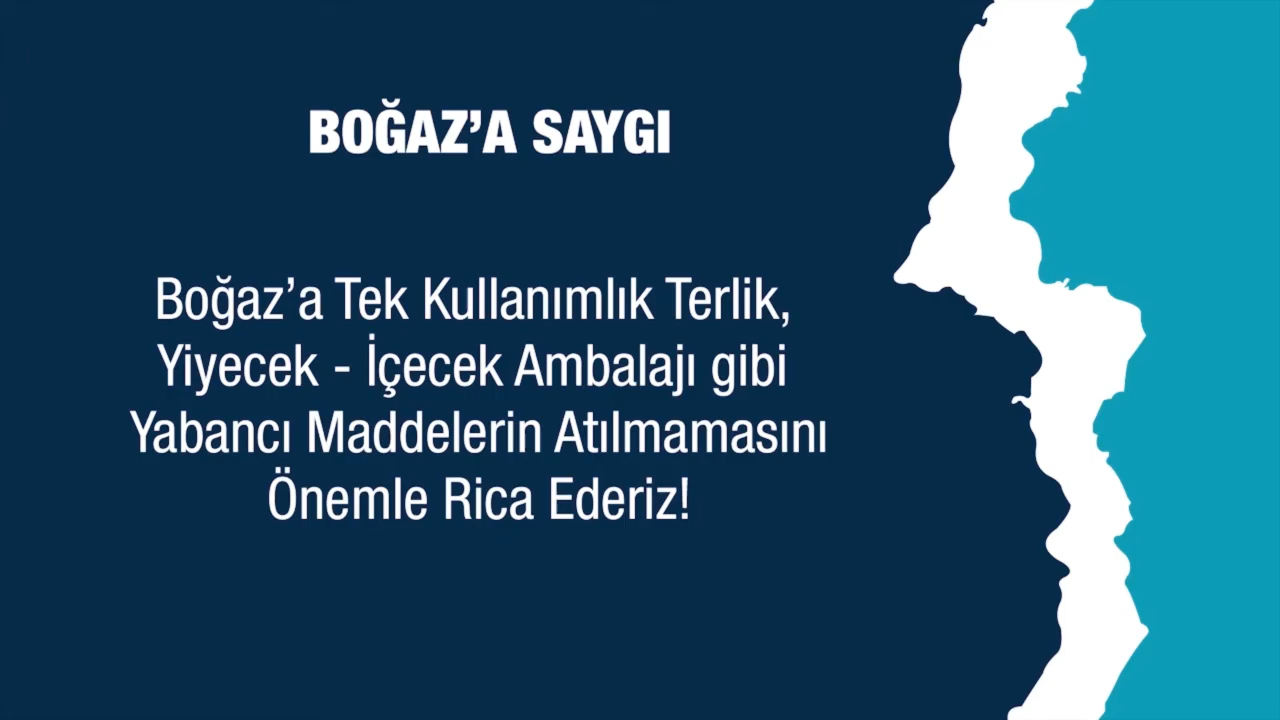 BOĞAZ’A SAYGI
Boğaz’a Tek Kullanımlık Terlik,
Yiyecek - İçecek Ambalajı gibi
Yabancı Maddelerin Atılmamasını
Önemle Rica Ederiz!